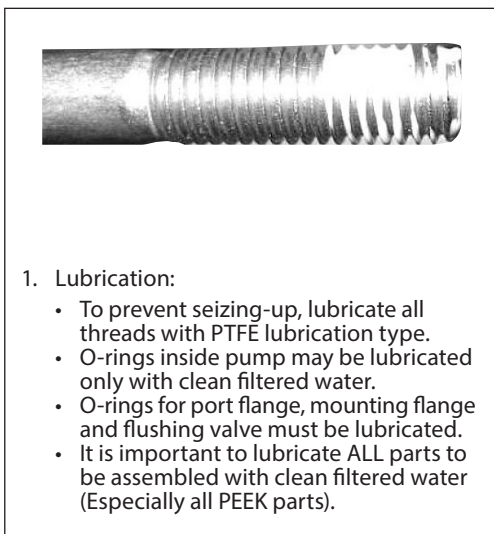 1. Lubrication:
• To prevent seizing-up, lubricate all
threads with PTFE lubrication type.
• O-rings inside pump may be lubricated
only with clean filtered water.
• O-rings for port flange, mounting flange
and flushing valve must be lubricated.
• It is important to lubricate ALL parts to
be assembled with clean filtered water
(Especially all PEEK parts).